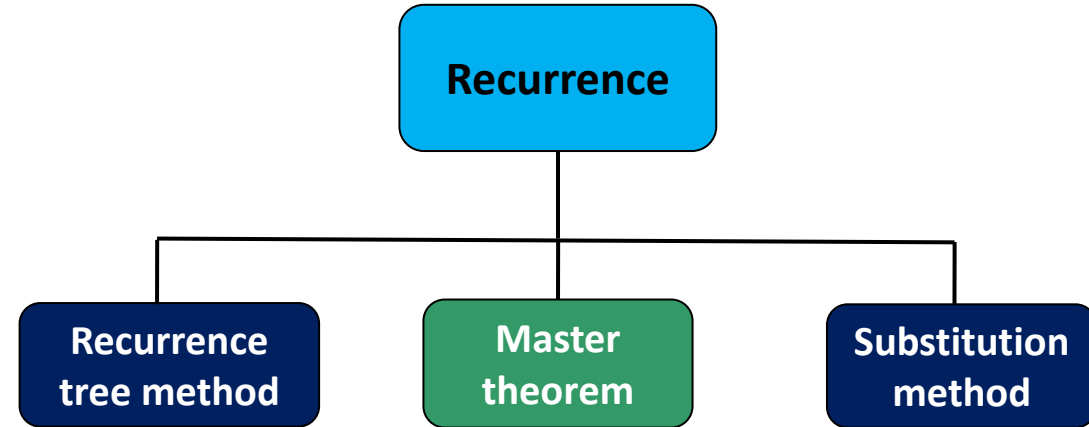 Recurrence
Recurrence
tree method
Master
theorem
Substitution
method